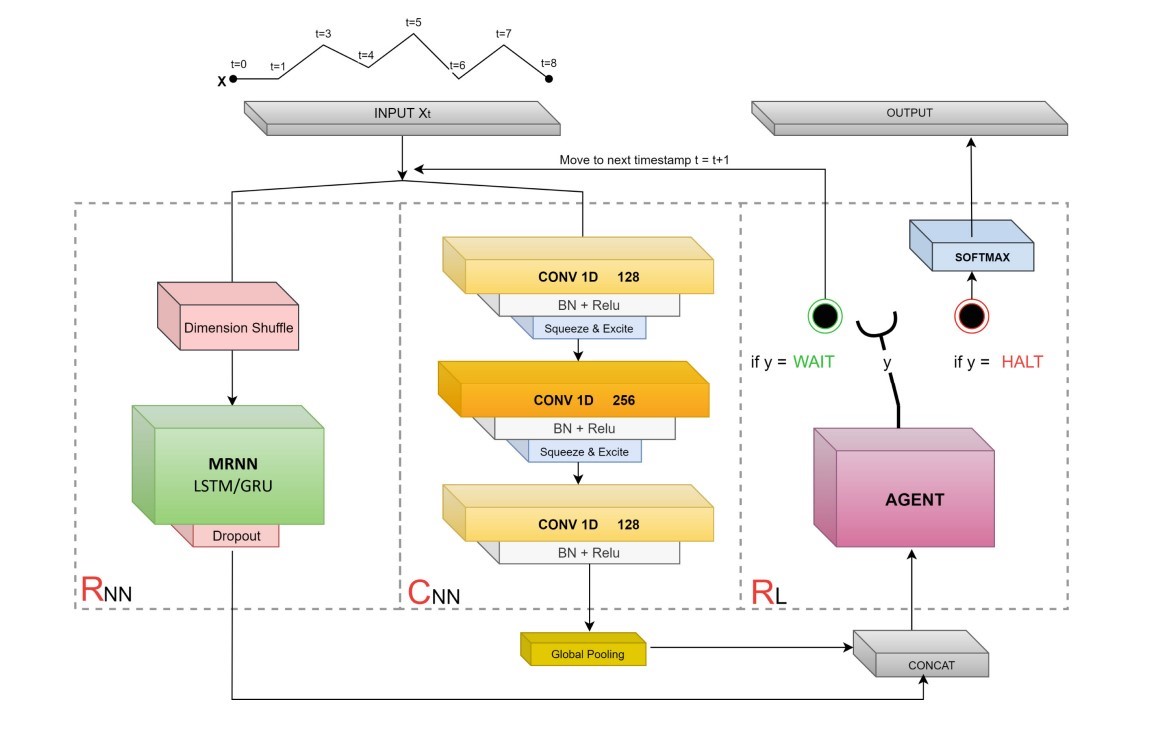 t=5
t=3
t=7
t=4
t=0
t=1
t=6
t=8
X
INPUT Xt
OUTPUT
Move to next timestamp t = t+1
CONV 1D 128
BN + Relu
Squeeze & Excite
SOFTMAX
Dimension Shuffle
if y = WAIT
y
if y = HALT
CONV 1D 256
BN + Relu
Squeeze & Excite
MRNN
LSTM/GRU
Dropout
CONV 1D 128
BN + Relu
AGENT
RNN
CNN
RL
Global Pooling
CONCAT